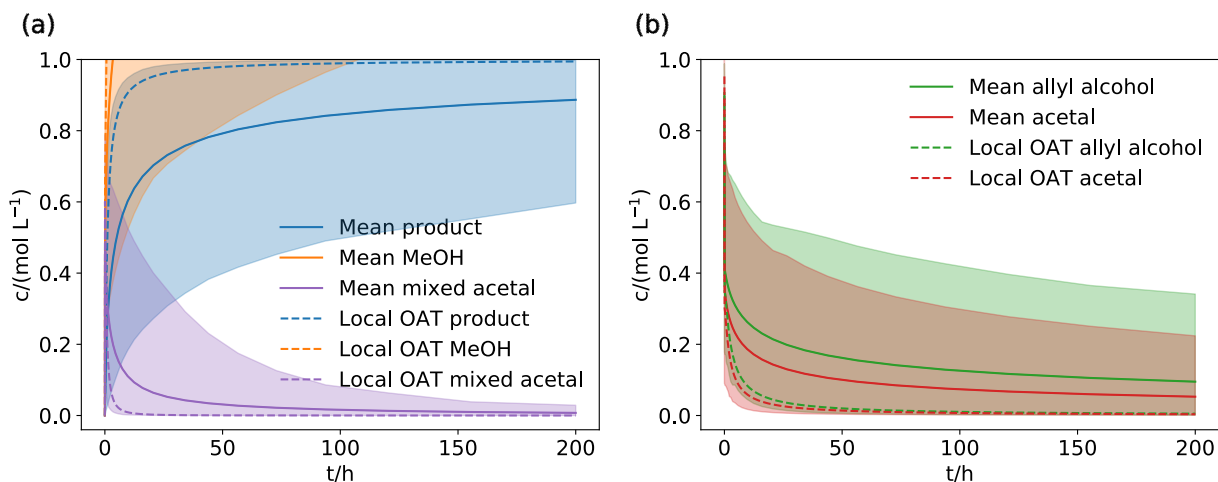 (a)
c/(mol L⁻¹)
1.0
0.8
0.6
0.4
0.2
0.0
Mean product
Mean MeOH
Mean mixed acetal
Local OAT product
Local OAT MeOH
Local OAT mixed acetal
0 50 100 150 200
t/h
(b)
c/(mol L⁻¹)
1.0
0.8
0.6
0.4
0.2
0.0
Mean allyl alcohol
Mean acetal
Local OAT allyl alcohol
Local OAT acetal
0 50 100 150 200
t/h